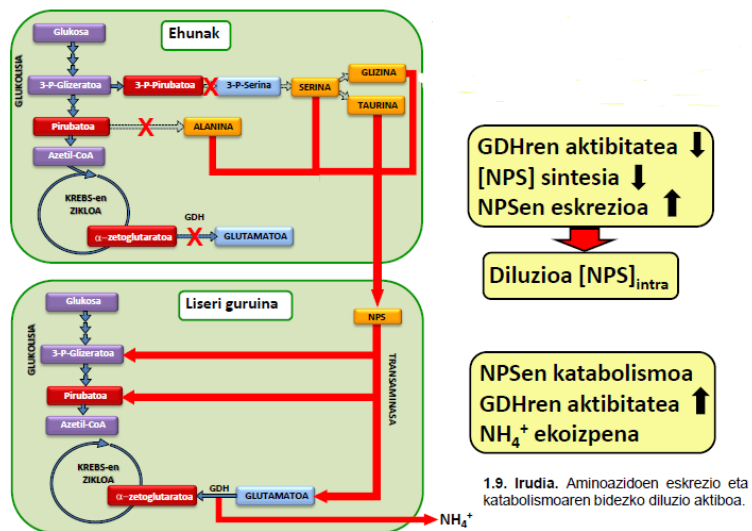 Ehunak
Glukosa
GLUKOLISIA
3-P-Glizeratoa
3-P-Pirubatoa
X
3-P-Serina
SERINA
GLIZINA
TAURINA
Pirubatoa
X
ALANINA
Azetil-CoA
KREBS-en
ZIKLOA
α-zetoglutaratoa
GDH
X
GLUTAMATOA
Liseri guruina
Glukosa
GLUKOLISIA
3-P-Glizeratoa
Pirubatoa
Azetil-CoA
NPS
TRANSAMINASA
KREBS-en
ZIKLOA
α-zetoglutaratoa
GDH
GLUTAMATOA
NH₄⁺
GDHren aktibitatea ⬇
[NPS] sintesia ⬇
NPSen eskrezioa ⬆
Diluzioa [NPS]intra
NPSen katabolismoa
GDHren aktibitatea ⬆
NH₄⁺ ekoizpena
1.9. Irudia. Aminoazidoen eskrezio eta
katabolismoaren bidezko diluzio aktiboa.